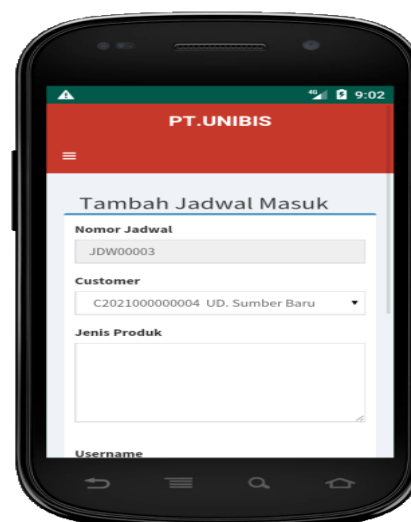 4G 9:02
PT.UNIBIS
Tambah Jadwal Masuk
Nomor Jadwal
JDW00003
Customer
C2021000000004 UD. Sumber Baru
Jenis Produk
Username